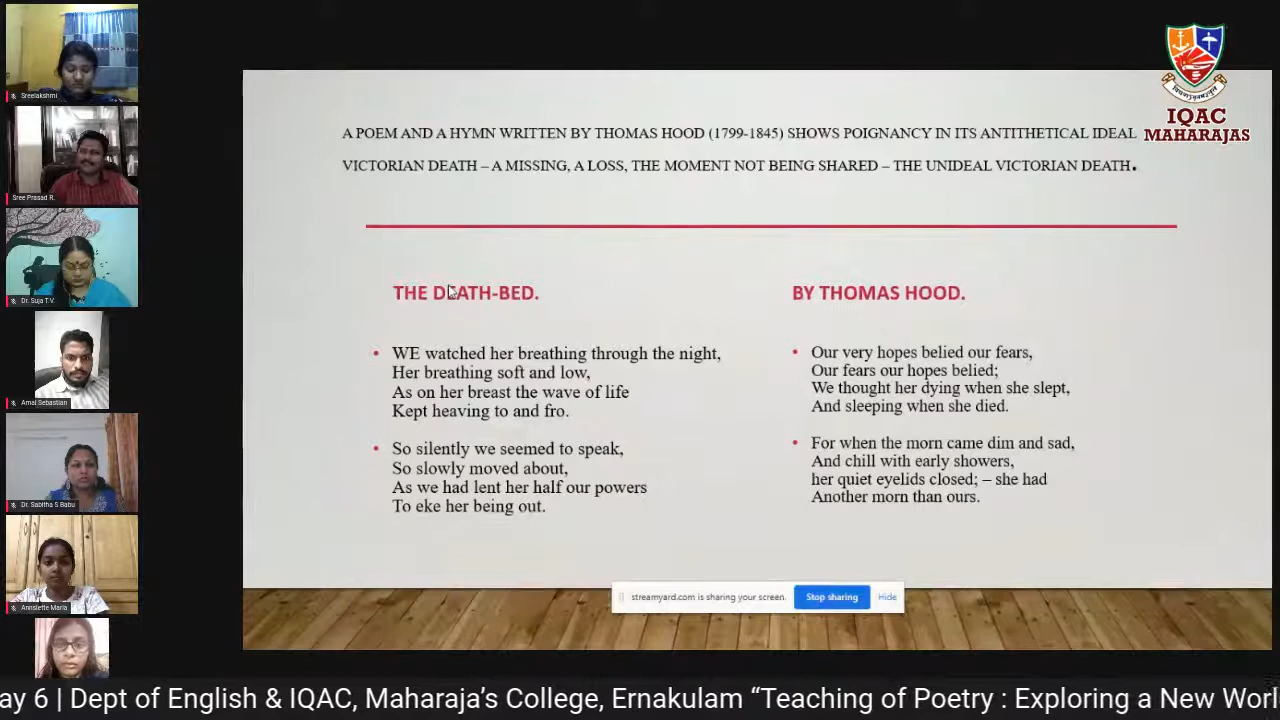 Sreelakshmi
Sree Prasad R.
Dr. Suja T.V.
Amal Sebastian
Dr. Sabitha S Babu
Annslette Maria
IQAC
MAHARAJAS
A POEM AND A HYMN WRITTEN BY THOMAS HOOD (1799-1845) SHOWS POIGNANCY IN ITS ANTITHETICAL IDEAL
VICTORIAN DEATH – A MISSING, A LOSS, THE MOMENT NOT BEING SHARED – THE UNIDEAL VICTORIAN DEATH.
THE DEATH-BED.
• WE watched her breathing through the night,
Her breathing soft and low,
As on her breast the wave of life
Kept heaving to and fro.
• So silently we seemed to speak,
So slowly moved about,
As we had lent her half our powers
To eke her being out.
BY THOMAS HOOD.
• Our very hopes belied our fears,
Our fears our hopes belied;
We thought her dying when she slept,
And sleeping when she died.
• For when the morn came dim and sad,
And chill with early showers,
her quiet eyelids closed; – she had
Another morn than ours.
streamyard.com is sharing your screen. Stop sharing Hide
ay 6 | Dept of English & IQAC, Maharaja's College, Ernakulam “Teaching of Poetry : Exploring a New Worl